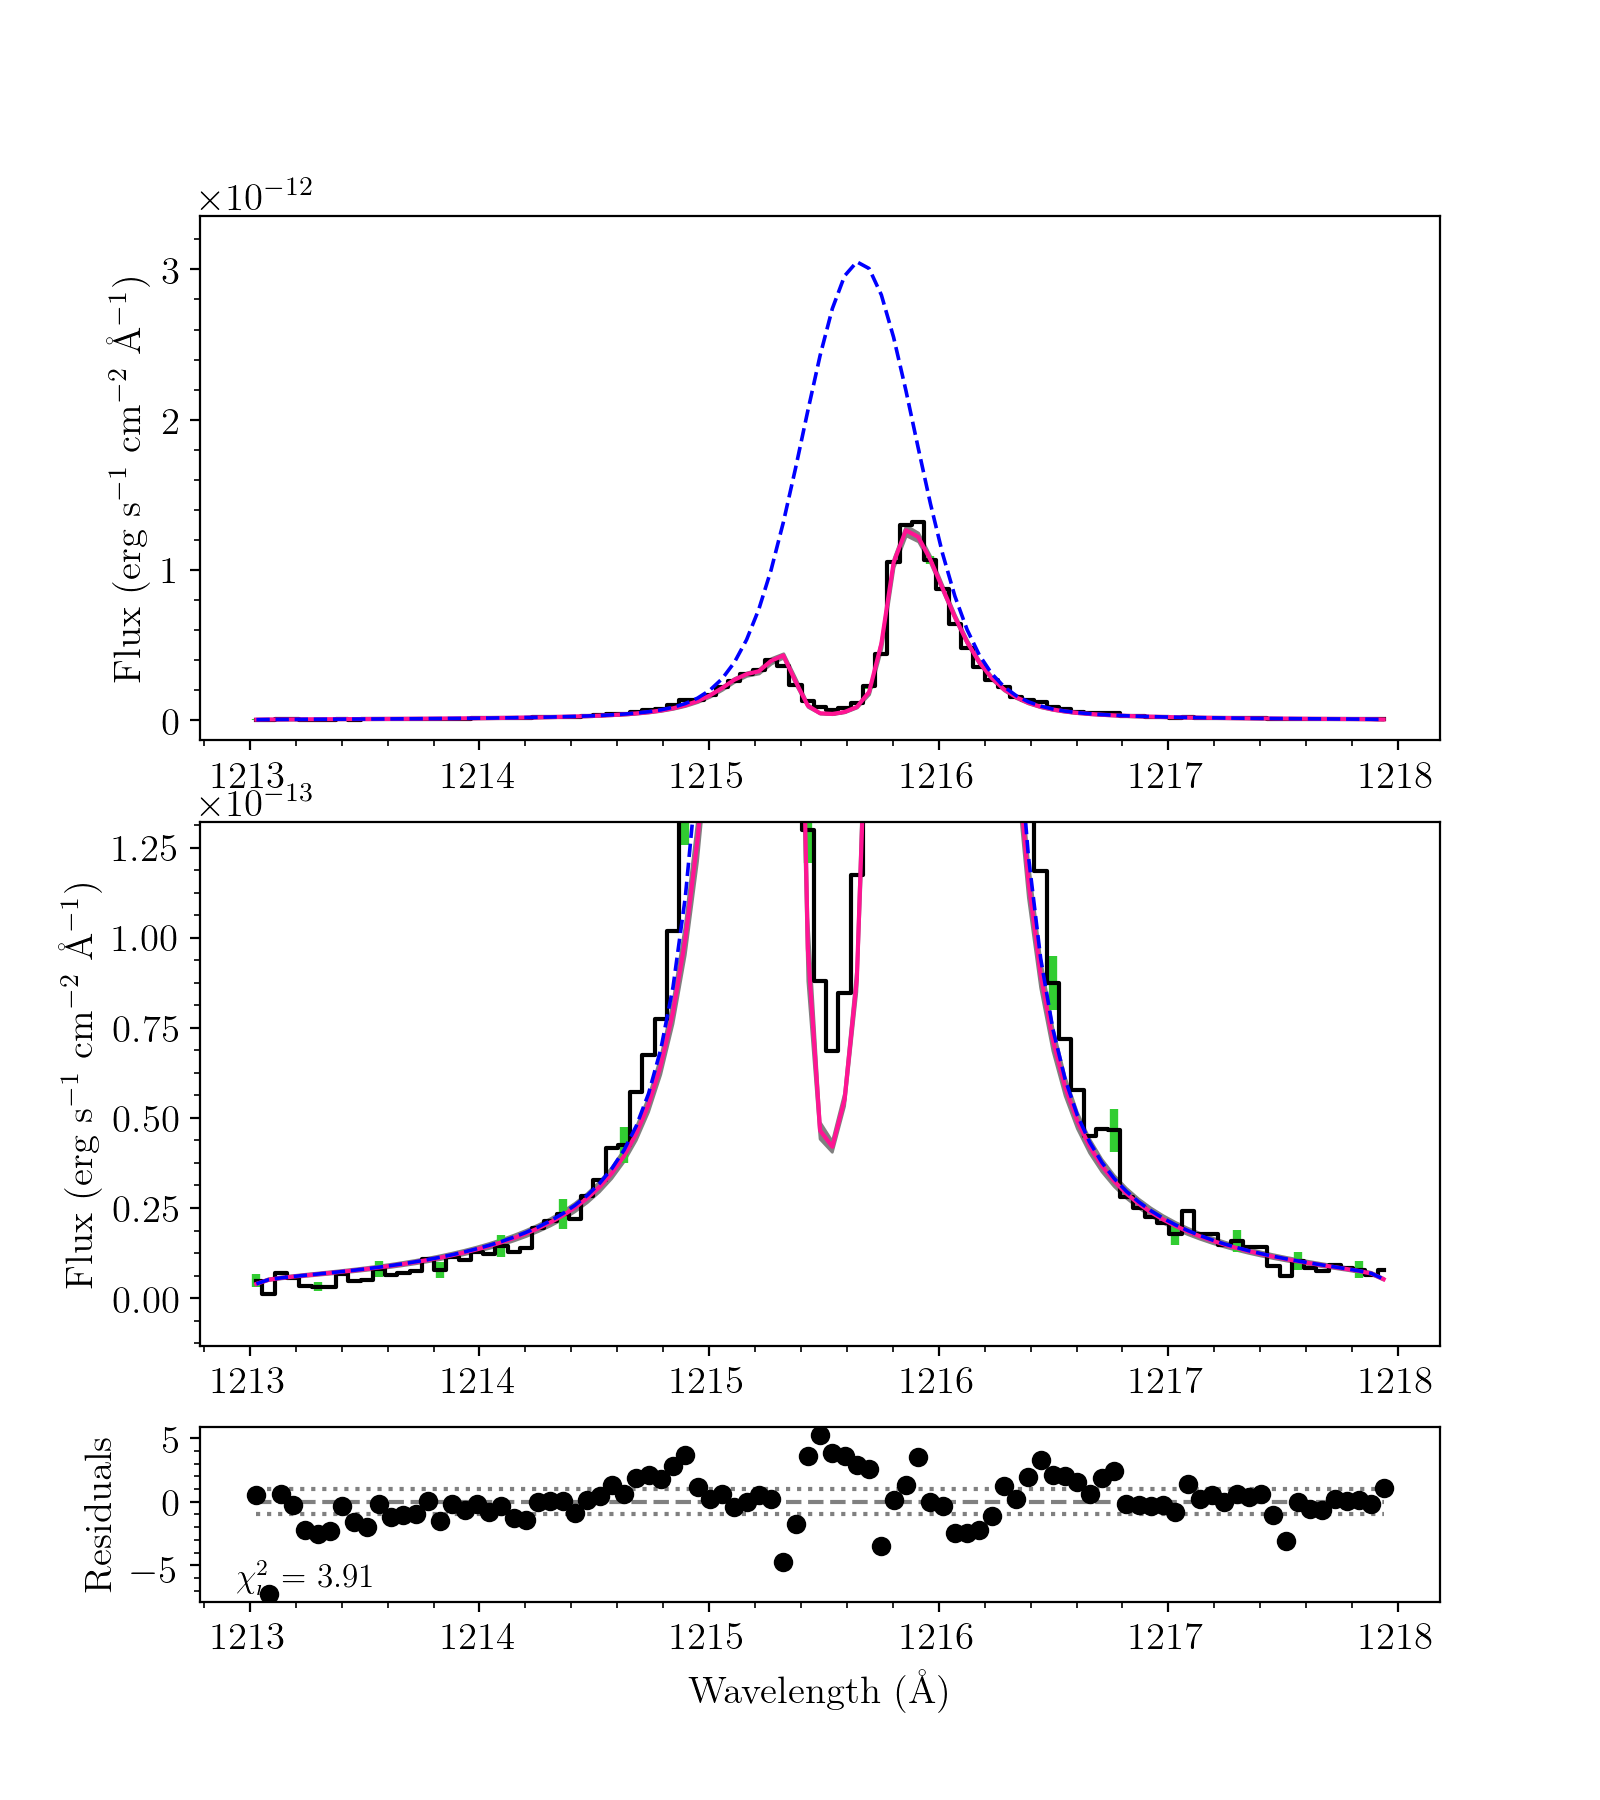 ×10⁻¹²
3
2
1
0
Flux (erg s⁻¹ cm⁻² Å⁻¹)
1213 1214 1215 1216 1217 1218
×10⁻¹³
1.25
1.00
0.75
0.50
0.25
0.00
Flux (erg s⁻¹ cm⁻² Å⁻¹)
1213 1214 1215 1216 1217 1218
5
0
−5
Residuals
χ²ᵥ = 3.91
1213 1214 1215 1216 1217 1218
Wavelength (Å)